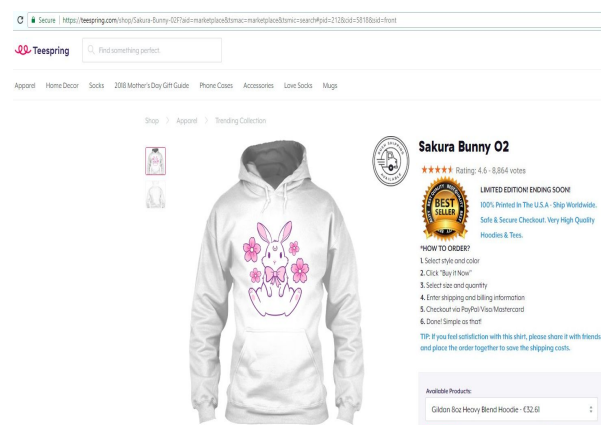 Secure | https://teespring.com/shop/Sakura-Bunny-02F?aid=marketplace&tsmac=marketplace&tsmic=search#pid=212&cid=5818&sid=front
Teespring
Find something perfect.
Apparel Home Decor Socks 2018 Mother's Day Gift Guide Phone Cases Accessories Love Socks Mugs
Shop > Apparel > Trending Collection
Sakura Bunny 02
Rating: 4.6 - 8,864 votes
BEST SELLER
LIMITED EDITION! ENDING SOON!
100% Printed In The U.S.A - Ship Worldwide.
Safe & Secure Checkout. Very High Quality
Hoodies & Tees.
*HOW TO ORDER?
1. Select style and color
2. Click "Buy it Now"
3. Select size and quantity
4. Enter shipping and billing information
5. Checkout via PayPal/Visa/Mastercard
6. Done! Simple as that!
TIP: If you feel satisfiction with this shirt, please share it with friends
and place the order together to save the shipping costs.
Available Products:
Gildan 8oz Heavy Blend Hoodie - €32.61